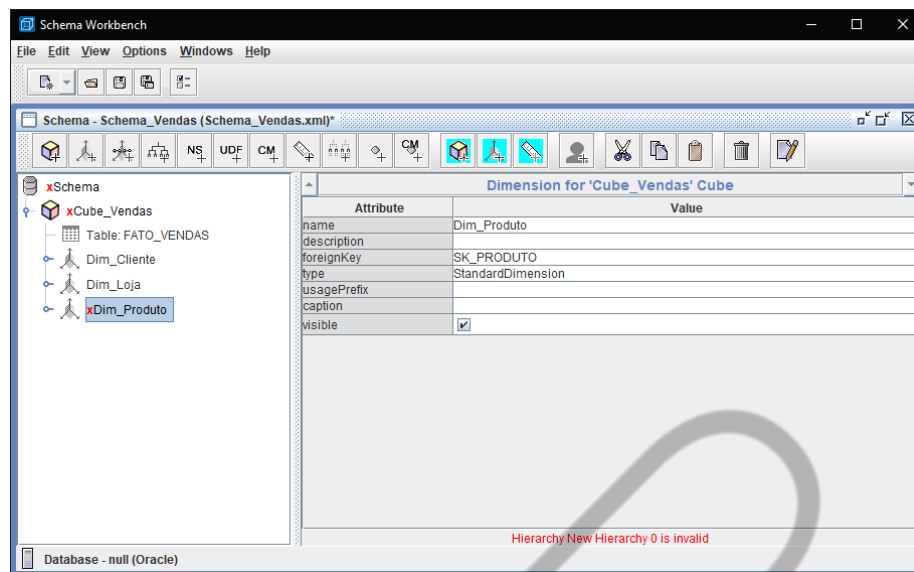 Schema Workbench
File Edit View Options Windows Help
Schema - Schema_Vendas (Schema_Vendas.xml)*
NS UDF CM CM
xSchema
xCube_Vendas
Table: FATO_VENDAS
Dim_Cliente
Dim_Loja
xDim_Produto
Dimension for 'Cube_Vendas' Cube
Attribute Value
name Dim_Produto
description
foreignKey SK_PRODUTO
type StandardDimension
usagePrefix
caption
visible
Hierarchy New Hierarchy 0 is invalid
Database - null (Oracle)